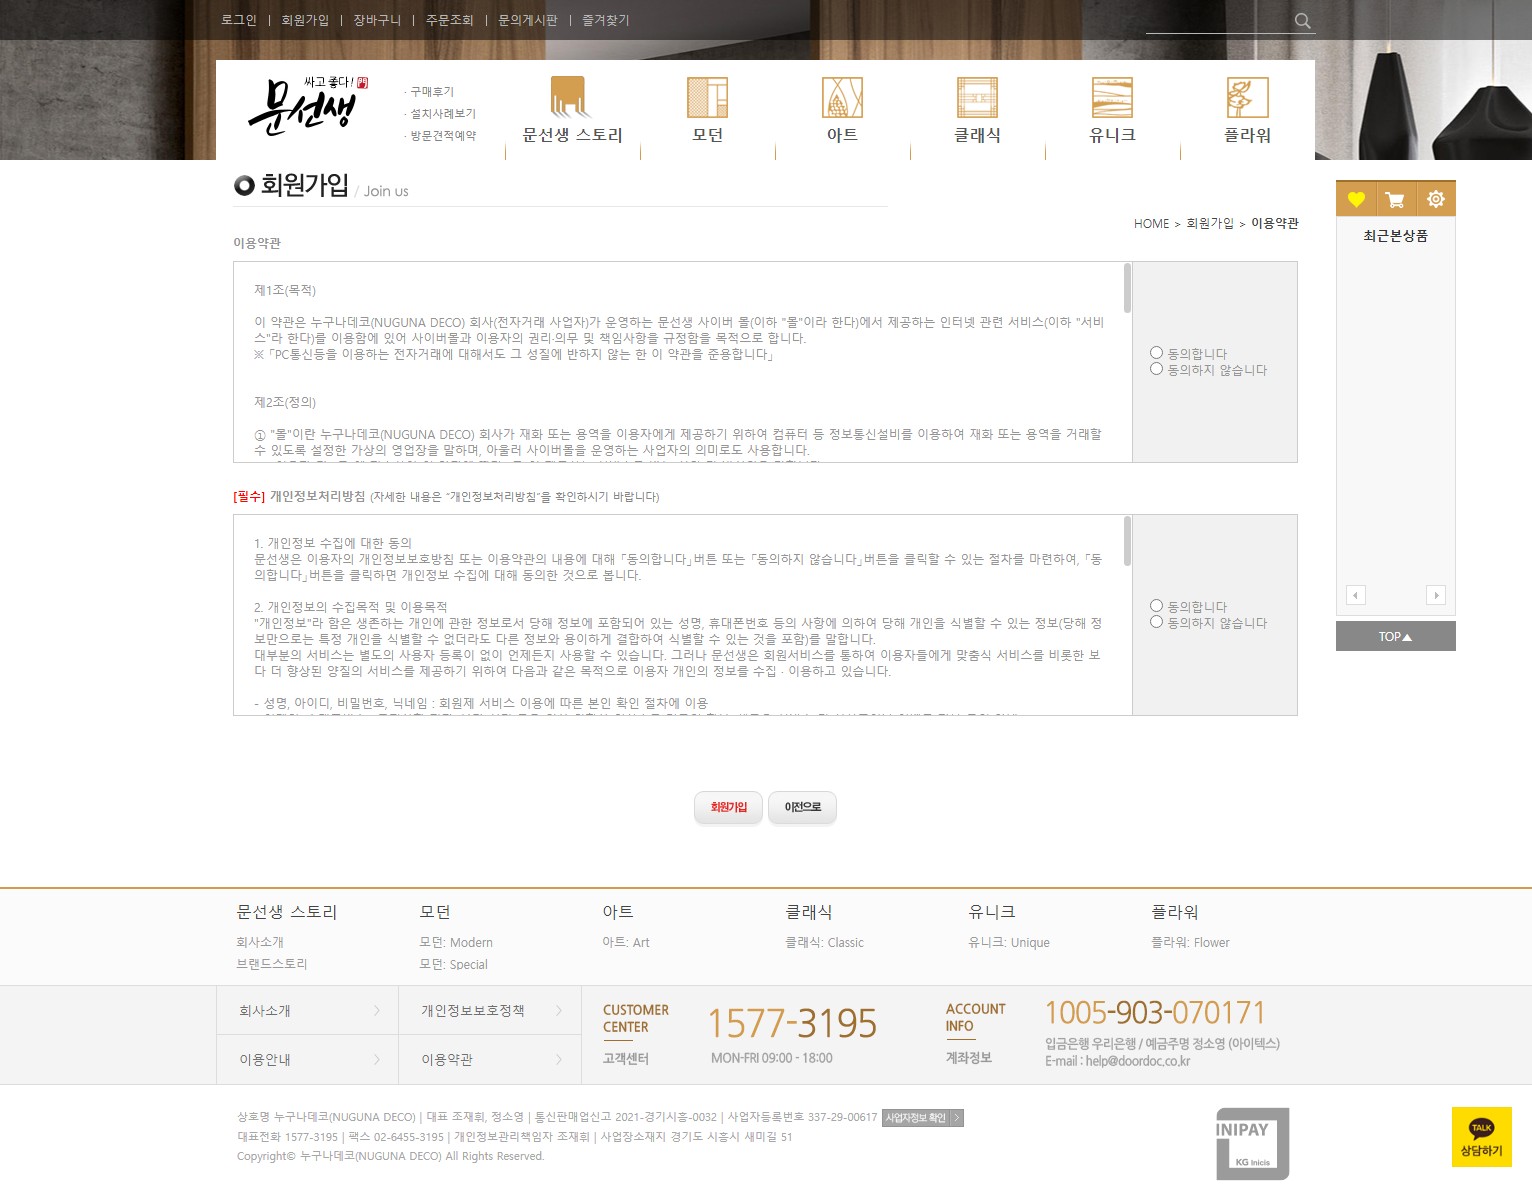 로그인 | 회원가입 | 장바구니 | 주문조회 | 문의게시판 | 즐겨찾기
싸고 좋다!
문선생
· 구매후기
· 설치사례보기
· 방문견적예약
문선생 스토리
모던
아트
클래식
유니크
플라워
회원가입 / Join us
HOME > 회원가입 > 이용약관
최근본상품
이용약관
제1조(목적)
이 약관은 누구나데코(NUGUNA DECO) 회사(전자거래 사업자)가 운영하는 문선생 사이버 몰(이하 "몰"이라 한다)에서 제공하는 인터넷 관련 서비스(이하 "서비
스"라 한다)를 이용함에 있어 사이버몰과 이용자의 권리·의무 및 책임사항을 규정함을 목적으로 합니다.
※ 「PC통신등을 이용하는 전자거래에 대해서도 그 성질에 반하지 않는 한 이 약관을 준용합니다」
제2조(정의)
① "몰"이란 누구나데코(NUGUNA DECO) 회사가 재화 또는 용역을 이용자에게 제공하기 위하여 컴퓨터 등 정보통신설비를 이용하여 재화 또는 용역을 거래할
수 있도록 설정한 가상의 영업장을 말하며, 아울러 사이버몰을 운영하는 사업자의 의미로도 사용합니다.
동의합니다
동의하지 않습니다
[필수] 개인정보처리방침 (자세한 내용은 "개인정보처리방침"을 확인하시기 바랍니다)
1. 개인정보 수집에 대한 동의
문선생은 이용자의 개인정보보호방침 또는 이용약관의 내용에 대해 「동의합니다」버튼 또는 「동의하지 않습니다」버튼을 클릭할 수 있는 절차를 마련하여, 「동
의합니다」버튼을 클릭하면 개인정보 수집에 대해 동의한 것으로 봅니다.
2. 개인정보의 수집목적 및 이용목적
"개인정보"라 함은 생존하는 개인에 관한 정보로서 당해 정보에 포함되어 있는 성명, 휴대폰번호 등의 사항에 의하여 당해 개인을 식별할 수 있는 정보(당해 정
보만으로는 특정 개인을 식별할 수 없더라도 다른 정보와 용이하게 결합하여 식별할 수 있는 것을 포함)를 말합니다.
대부분의 서비스는 별도의 사용자 등록이 없이 언제든지 사용할 수 있습니다. 그러나 문선생은 회원서비스를 통하여 이용자들에게 맞춤식 서비스를 비롯한 보
다 더 향상된 양질의 서비스를 제공하기 위하여 다음과 같은 목적으로 이용자 개인의 정보를 수집 · 이용하고 있습니다.
- 성명, 아이디, 비밀번호, 닉네임 : 회원제 서비스 이용에 따른 본인 확인 절차에 이용
동의합니다
동의하지 않습니다
TOP▲
회원가입
이전으로
문선생 스토리
회사소개
브랜드스토리
모던
모던: Modern
모던: Special
아트
아트: Art
클래식
클래식: Classic
유니크
유니크: Unique
플라워
플라워: Flower
회사소개
개인정보보호정책
이용안내
이용약관
CUSTOMER
CENTER
고객센터
1577-3195
MON-FRI 09:00 - 18:00
ACCOUNT
INFO
계좌정보
1005-903-070171
입금은행 우리은행 / 예금주명 정소영 (아이텍스)
E-mail : help@doordoc.co.kr
상호명 누구나데코(NUGUNA DECO) | 대표 조재휘, 정소영 | 통신판매업신고 2021-경기시흥-0032 | 사업자등록번호 337-29-00617 사업자정보 확인 >
대표전화 1577-3195 | 팩스 02-6455-3195 | 개인정보관리책임자 조재휘 | 사업장소재지 경기도 시흥시 새미길 51
Copyright© 누구나데코(NUGUNA DECO) All Rights Reserved.
INIPAY
KG Inicis
TALK
상담하기